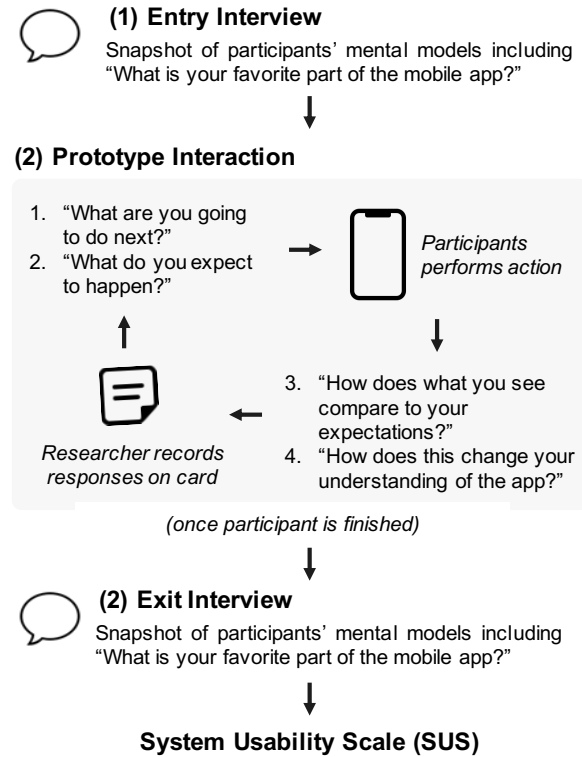 (1) Entry Interview
Snapshot of participants’ mental models including
“What is your favorite part of the mobile app?”
(2) Prototype Interaction
1. “What are you going
to do next?”
2. “What do you expect
to happen?”
Participants
performs action
3. “How does what you see
compare to your
expectations?”
4. “How does this change your
understanding of the app?”
Researcher records
responses on card
(once participant is finished)
(2) Exit Interview
Snapshot of participants’ mental models including
“What is your favorite part of the mobile app?”
System Usability Scale (SUS)